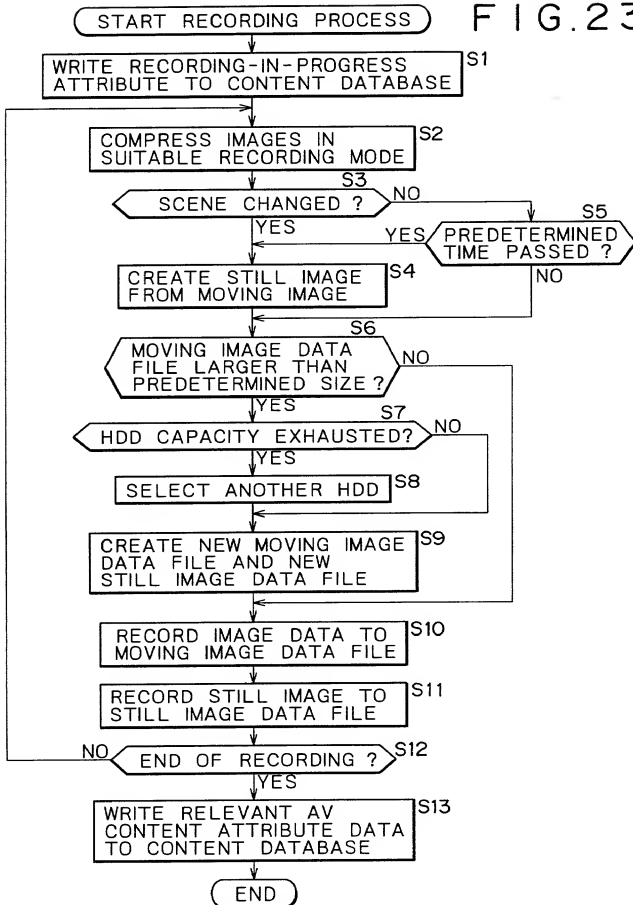 FIG.23
START RECORDING PROCESS
WRITE RECORDING-IN-PROGRESS
ATTRIBUTE TO CONTENT DATABASE
S1
COMPRESS IMAGES IN
SUITABLE RECORDING MODE
S2
S3
SCENE CHANGED ?
NO
YES
S5
PREDETERMINED
TIME PASSED ?
YES
NO
CREATE STILL IMAGE
FROM MOVING IMAGE
S4
S6
MOVING IMAGE DATA
FILE LARGER THAN
PREDETERMINED SIZE ?
NO
YES
S7
HDD CAPACITY EXHAUSTED?
NO
YES
SELECT ANOTHER HDD
S8
CREATE NEW MOVING IMAGE
DATA FILE AND NEW
STILL IMAGE DATA FILE
S9
RECORD IMAGE DATA TO
MOVING IMAGE DATA FILE
S10
RECORD STILL IMAGE TO
STILL IMAGE DATA FILE
S11
NO
END OF RECORDING ?
S12
YES
WRITE RELEVANT AV
CONTENT ATTRIBUTE DATA
TO CONTENT DATABASE
S13
END